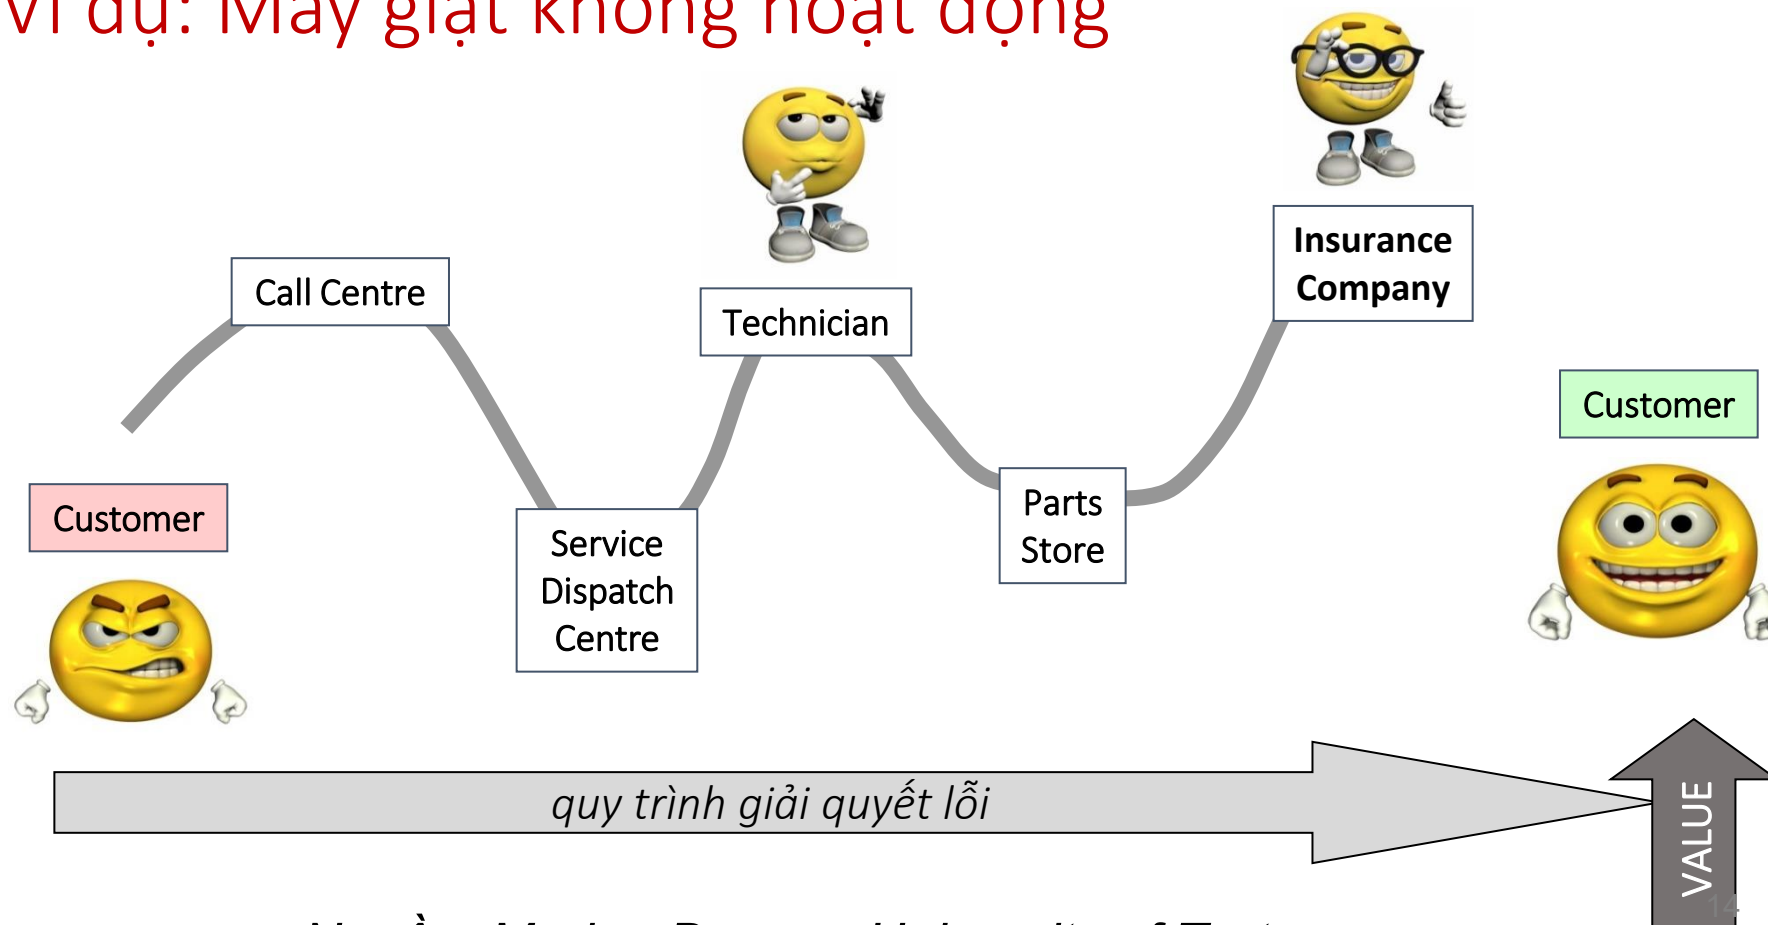 Ví dụ: Máy giặt không hoạt động
Insurance
Company
Call Centre
Technician
Customer
Parts
Store
Customer
Service
Dispatch
Centre
quy trình giải quyết lỗi
VALUE
14